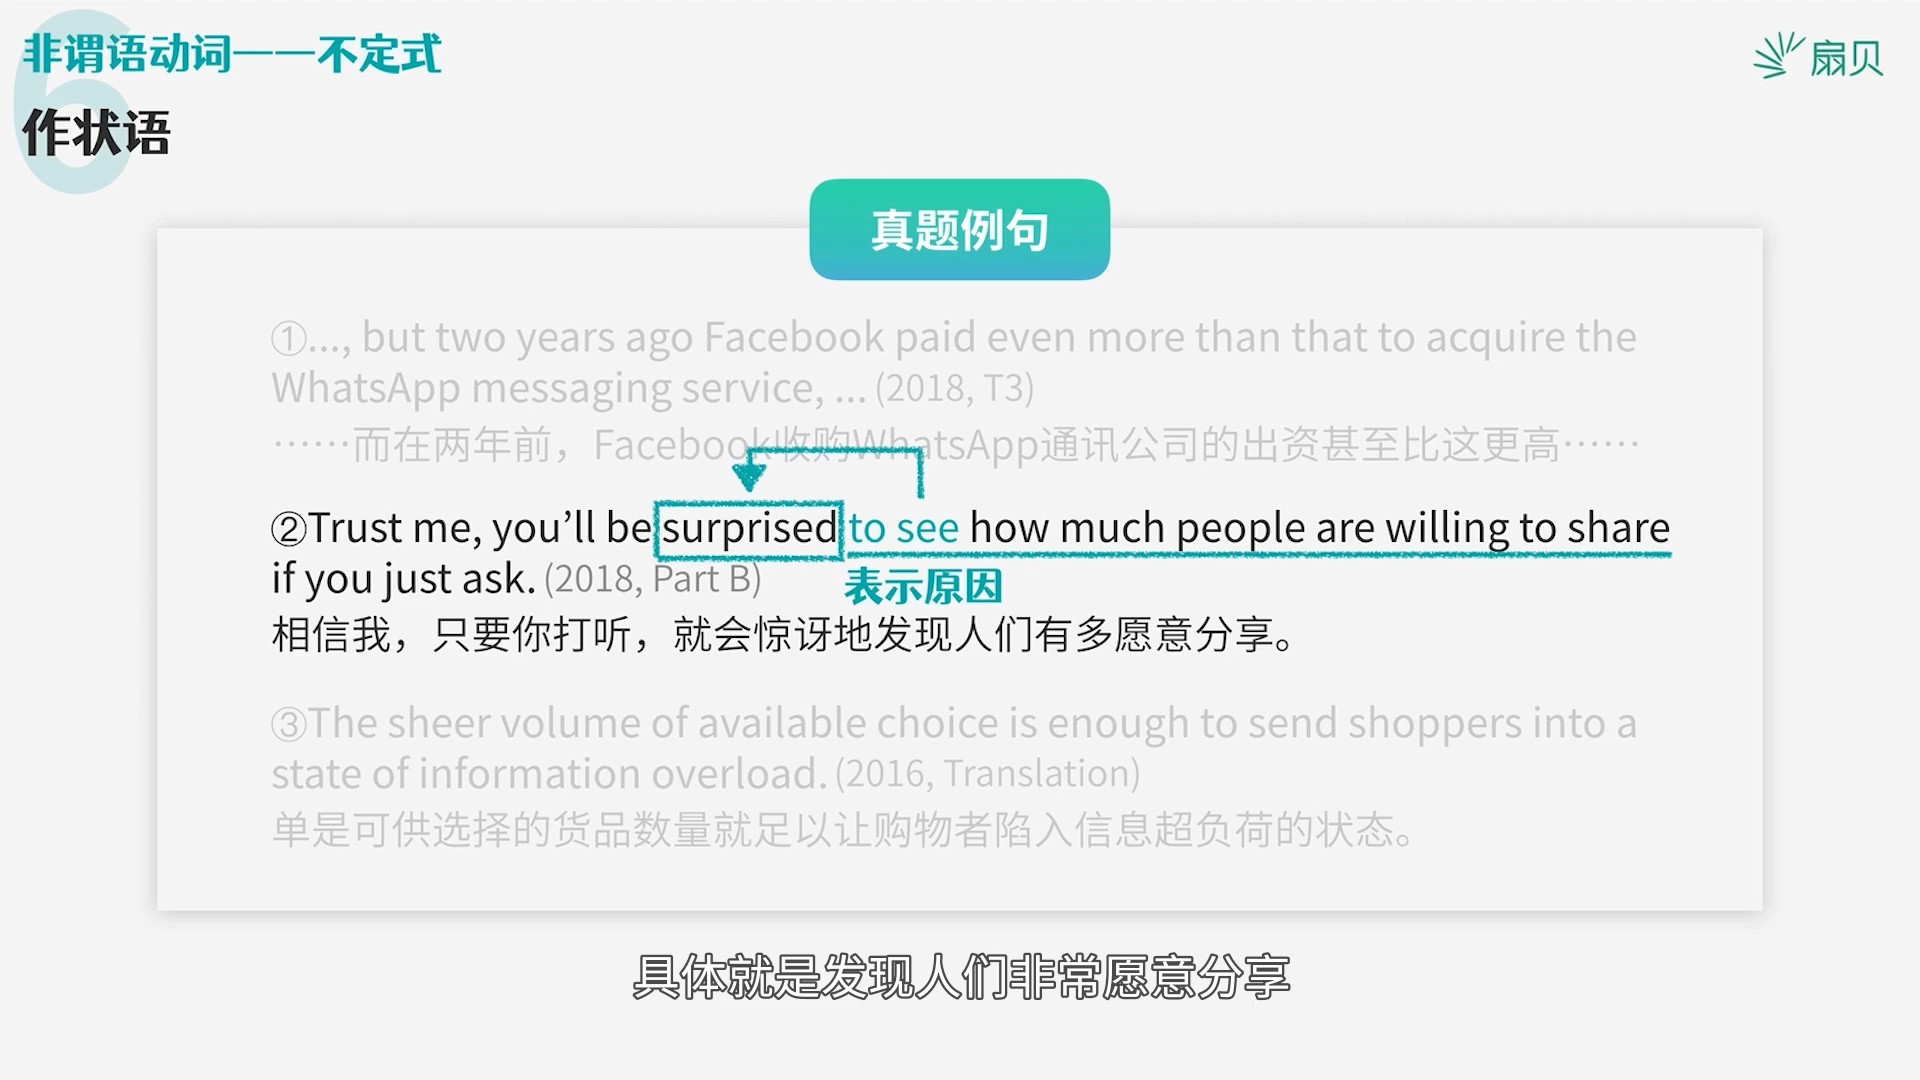 非谓语动词——不定式
6
作状语
扇贝
真题例句
①..., but two years ago Facebook paid even more than that to acquire the
WhatsApp messaging service, ... (2018, T3)
……而在两年前，Facebook收购WhatsApp通讯公司的出资甚至比这更高……
②Trust me, you’ll be surprised to see how much people are willing to share
if you just ask. (2018, Part B)
表示原因
相信我，只要你打听，就会惊讶地发现人们有多愿意分享。
③The sheer volume of available choice is enough to send shoppers into a
state of information overload. (2016, Translation)
单是可供选择的货品数量就足以让购物者陷入信息超负荷的状态。
具体就是发现人们非常愿意分享